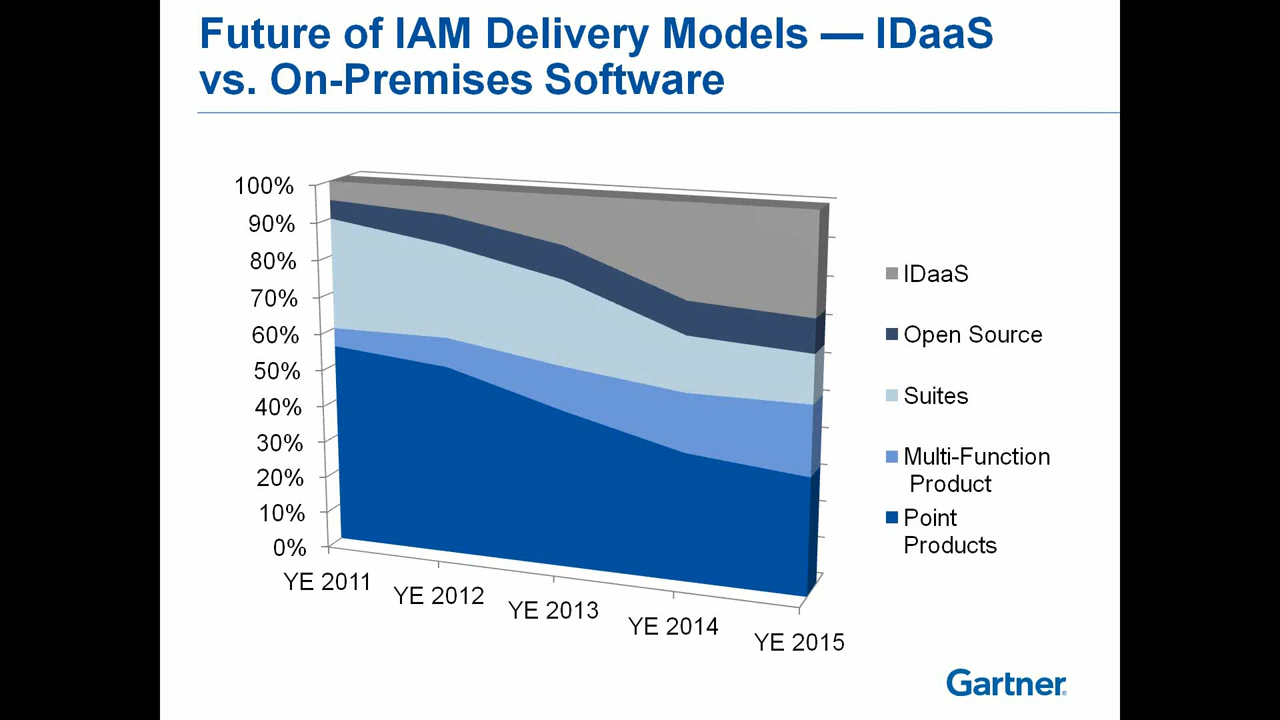 Future of IAM Delivery Models — IDaaS
vs. On-Premises Software
100%
90%
80%
70%
60%
50%
40%
30%
20%
10%
0%
YE 2011
YE 2012
YE 2013
YE 2014
YE 2015
IDaaS
Open Source
Suites
Multi-Function
Product
Point
Products
Gartner